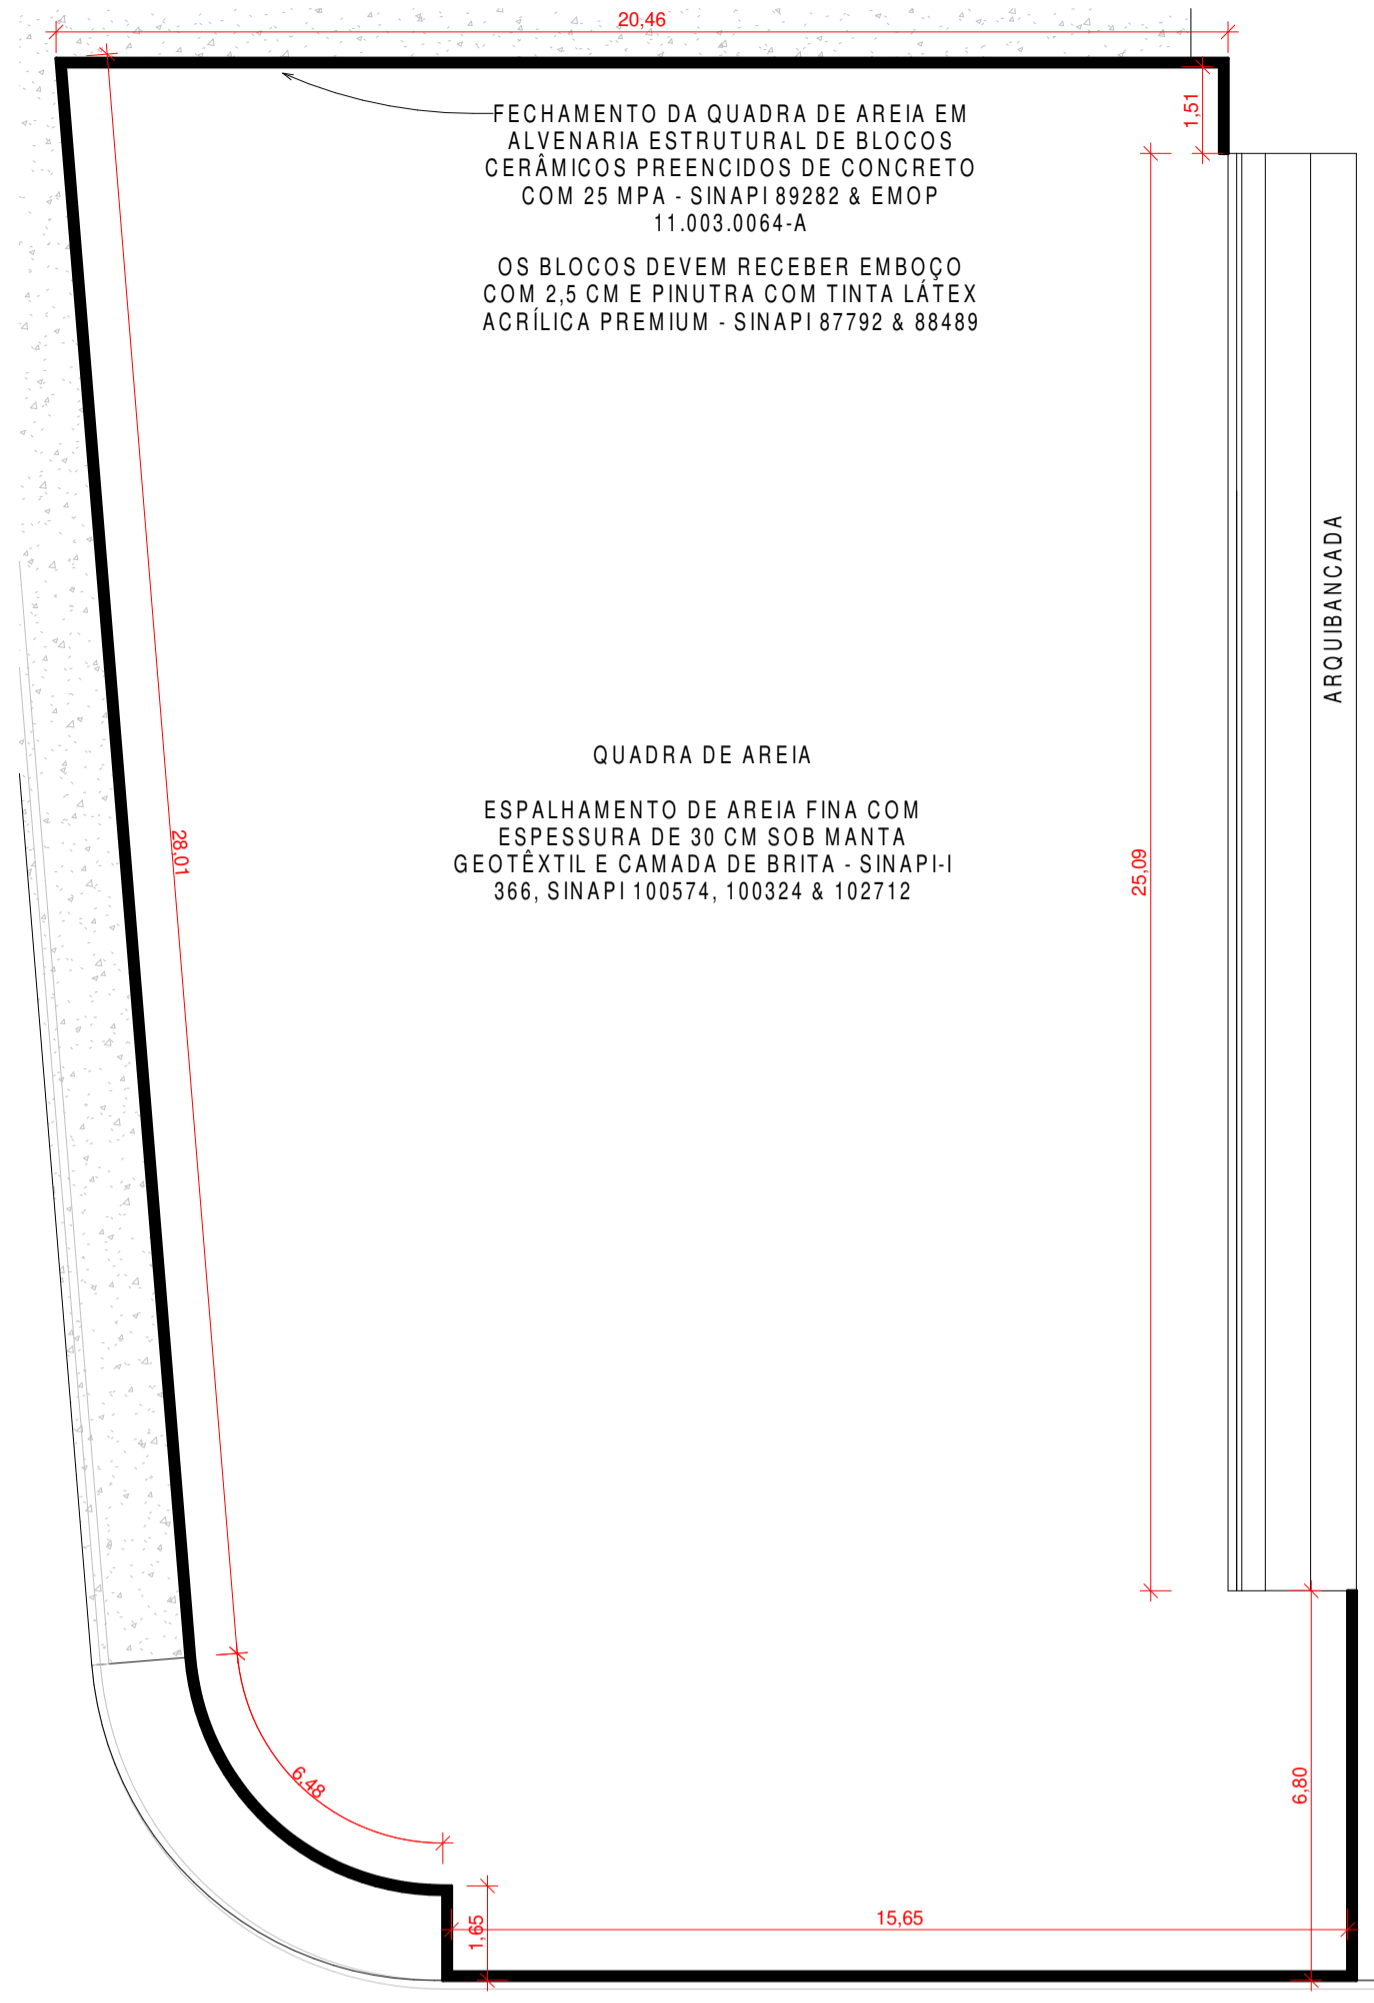 20,46
1,51
FECHAMENTO DA QUADRA DE AREIA EM
ALVENARIA ESTRUTURAL DE BLOCOS
CERÂMICOS PREENCIDOS DE CONCRETO
COM 25 MPA - SINAPI 89282 & EMOP
11.003.0064-A
OS BLOCOS DEVEM RECEBER EMBOÇO
COM 2,5 CM E PINUTRA COM TINTA LÁTEX
ACRÍLICA PREMIUM - SINAPI 87792 & 88489
ARQUIBANCADA
QUADRA DE AREIA
ESPALHAMENTO DE AREIA FINA COM
ESPESSURA DE 30 CM SOB MANTA
GEOTÊXTIL E CAMADA DE BRITA - SINAPI-I
366, SINAPI 100574, 100324 & 102712
28,01
25,09
6,48
6,80
1,65
15,65